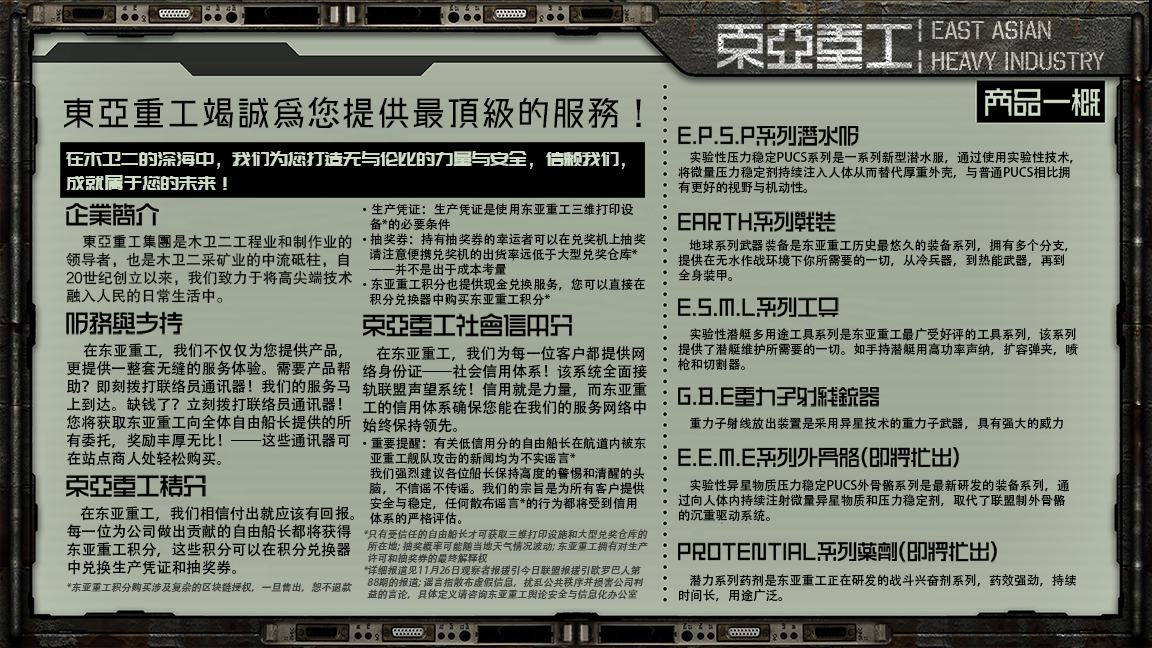 東亞重工
EAST ASIAN
HEAVY INDUSTRY
東亞重工竭誠爲您提供最頂級的服務！
在木卫二的深海中，我们为您打造无与伦比的力量与安全，信赖我们，
成就属于您的未来！
企業簡介
東亞重工集團是木卫二工程业和制作业的
领导者，也是木卫二采矿业的中流砥柱，自
20世纪创立以来，我们致力于将高尖端技术
融入人民的日常生活中。
服務與支持
在东亚重工，我们不仅仅为您提供产品，
更提供一整套无缝的服务体验。需要产品帮
助？即刻拨打联络员通讯器！我们的服务马
上到达。缺钱了？立刻拨打联络员通讯器！
您将获取东亚重工向全体自由船长提供的所
有委托，奖励丰厚无比！——这些通讯器可
在站点商人处轻松购买。
東亞重工積分
在东亚重工，我们相信付出就应该有回报。
每一位为公司做出贡献的自由船长都将获得
东亚重工积分，这些积分可以在积分兑换器
中兑换生产凭证和抽奖券。
*东亚重工积分购买涉及复杂的区块链授权，一旦售出，恕不退款
·生产凭证：生产凭证是使用东亚重工三维打印设
备*的必要条件
·抽奖券：持有抽奖券的幸运者可以在兑奖机上抽奖
请注意便携兑奖机的出货率远低于大型兑奖仓库*
——并不是出于成本考量
·东亚重工积分也提供现金兑换服务，您可以直接在
积分兑换器中购买东亚重工积分*
東亞重工社會信用分
在东亚重工，我们为每一位客户都提供网
络身份证——社会信用体系！该系统全面接
轨联盟声望系统！信用就是力量，而东亚重
工的信用体系确保您能在我们的服务网络中
始终保持领先。
·重要提醒：有关低信用分的自由船长在航道内被东
亚重工舰队攻击的新闻均为不实谣言*
我们强烈建议各位船长保持高度的警惕和清醒的头
脑，不信谣不传谣。我们的宗旨是为所有客户提供
安全与稳定，任何散布谣言*的行为都将受到信用
体系的严格评估。
*只有受信任的自由船长才可获取三维打印设施和大型兑奖仓库的
所在地；抽奖概率可能随当地天气情况波动；东亚重工拥有对生产
许可和抽奖券的最终解释权
*详细报道见11月26日观察者报援引今日联盟报援引欧罗巴人第
88期的报道；谣言指散布虚假信息，扰乱公共秩序并损害公司利
益的言论，具体定义请咨询东亚重工舆论安全与信息化办公室
商品一概
E.P.S.P系列潛水服
实验性压力稳定PUCS系列是一系列新型潜水服，通过使用实验性技术，
将微量压力稳定剂持续注入人体从而替代厚重外壳，与普通PUCS相比拥
有更好的视野与机动性。
EARTH系列戰裝
地球系列武器装备是东亚重工历史最悠久的装备系列，拥有多个分支，
提供在无水作战环境下你所需要的一切，从冷兵器，到热能武器，再到
全身装甲。
E.S.M.L系列工具
实验性潜艇多用途工具系列是东亚重工最广受好评的工具系列，该系列
提供了潜艇维护所需要的一切。如手持潜艇用高功率声纳，扩容弹夹，喷
枪和切割器。
G.B.E重力子射綫銃器
重力子射线放出装置是采用异星技术的重力子武器，具有强大的威力
E.E.M.E系列外骨骼(即將推出)
实验性异星物质压力稳定PUCS外骨骼系列是最新研发的装备系列，通
过向人体内持续注射微量异星物质和压力稳定剂，取代了联盟制外骨骼
的沉重驱动系统。
PROTENTIAL系列藥劑(即將推出)
潜力系列药剂是东亚重工正在研发的战斗兴奋剂系列，药效强劲，持续
时间长，用途广泛。